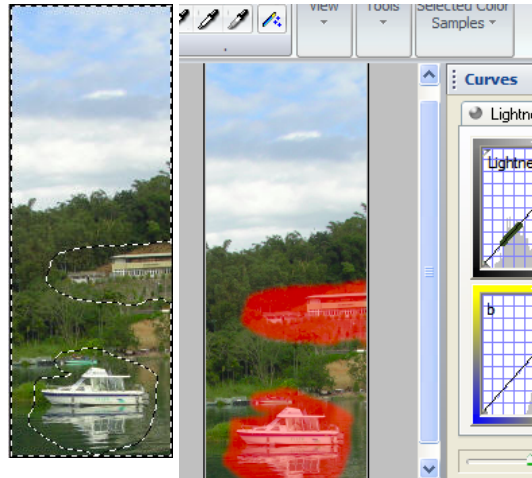 View
Tools
Selected Color
Samples
Curves
Lightne
Lightne
b